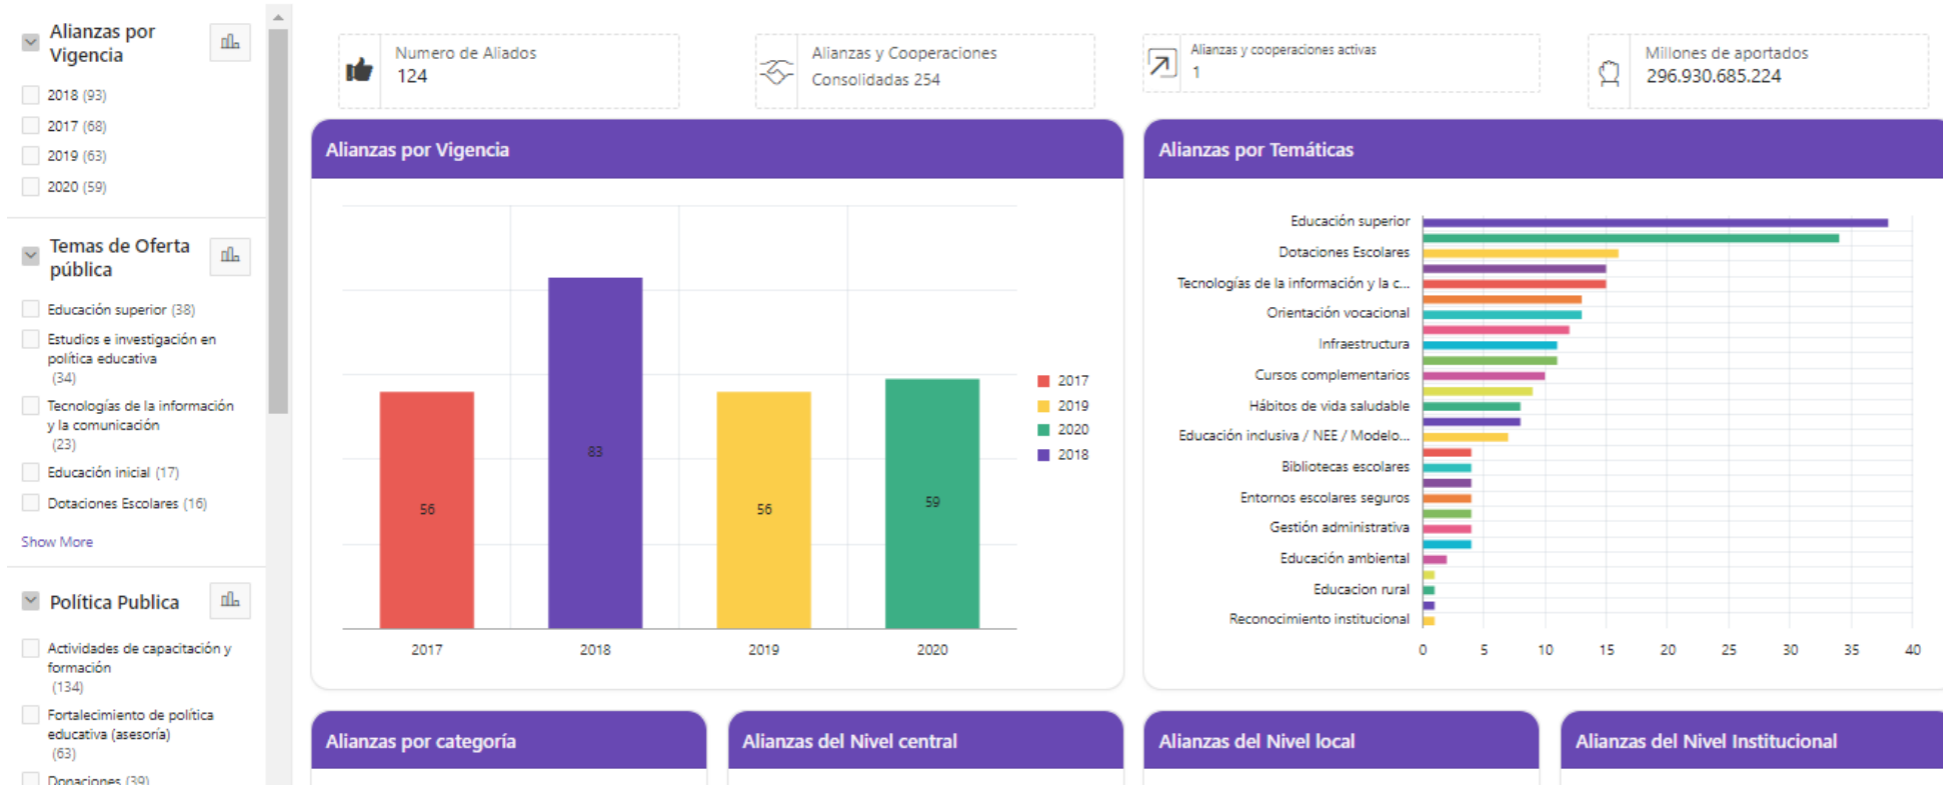 Alianzas por
Vigencia
2018 (93)
2017 (68)
2019 (63)
2020 (59)
Temas de Oferta
pública
Educación superior (38)
Estudios e investigación en
política educativa
(34)
Tecnologías de la información
y la comunicación
(23)
Educación inicial (17)
Dotaciones Escolares (16)
Show More
Política Publica
Actividades de capacitación y
formación
(134)
Fortalecimiento de política
educativa (asesoría)
(63)
Donaciones (39)
Numero de Aliados
124
Alianzas y Cooperaciones
Consolidadas 254
Alianzas y cooperaciones activas
1
Millones de aportados
296.930.685.224
Alianzas por Vigencia
56
83
56
59
2017
2018
2019
2020
2017
2019
2020
2018
Alianzas por Temáticas
Educación superior
Dotaciones Escolares
Tecnologías de la información y la c...
Orientación vocacional
Infraestructura
Cursos complementarios
Hábitos de vida saludable
Educación inclusiva / NEE / Modelo...
Bibliotecas escolares
Entornos escolares seguros
Gestión administrativa
Educación ambiental
Educacion rural
Reconocimiento institucional
0 5 10 15 20 25 30 35 40
Alianzas por categoría
Alianzas del Nivel central
Alianzas del Nivel local
Alianzas del Nivel Institucional